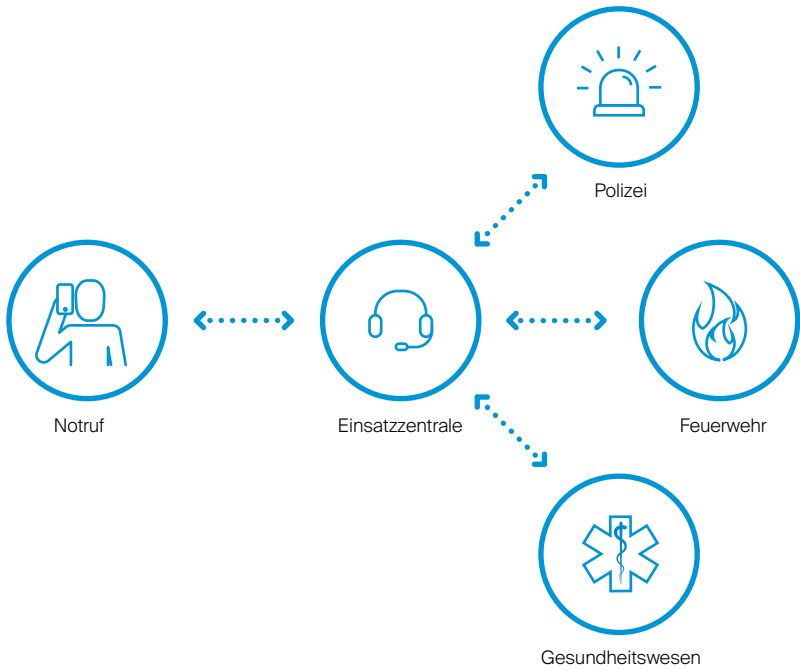 Polizei
Notruf
Einsatzzentrale
Feuerwehr
Gesundheitswesen